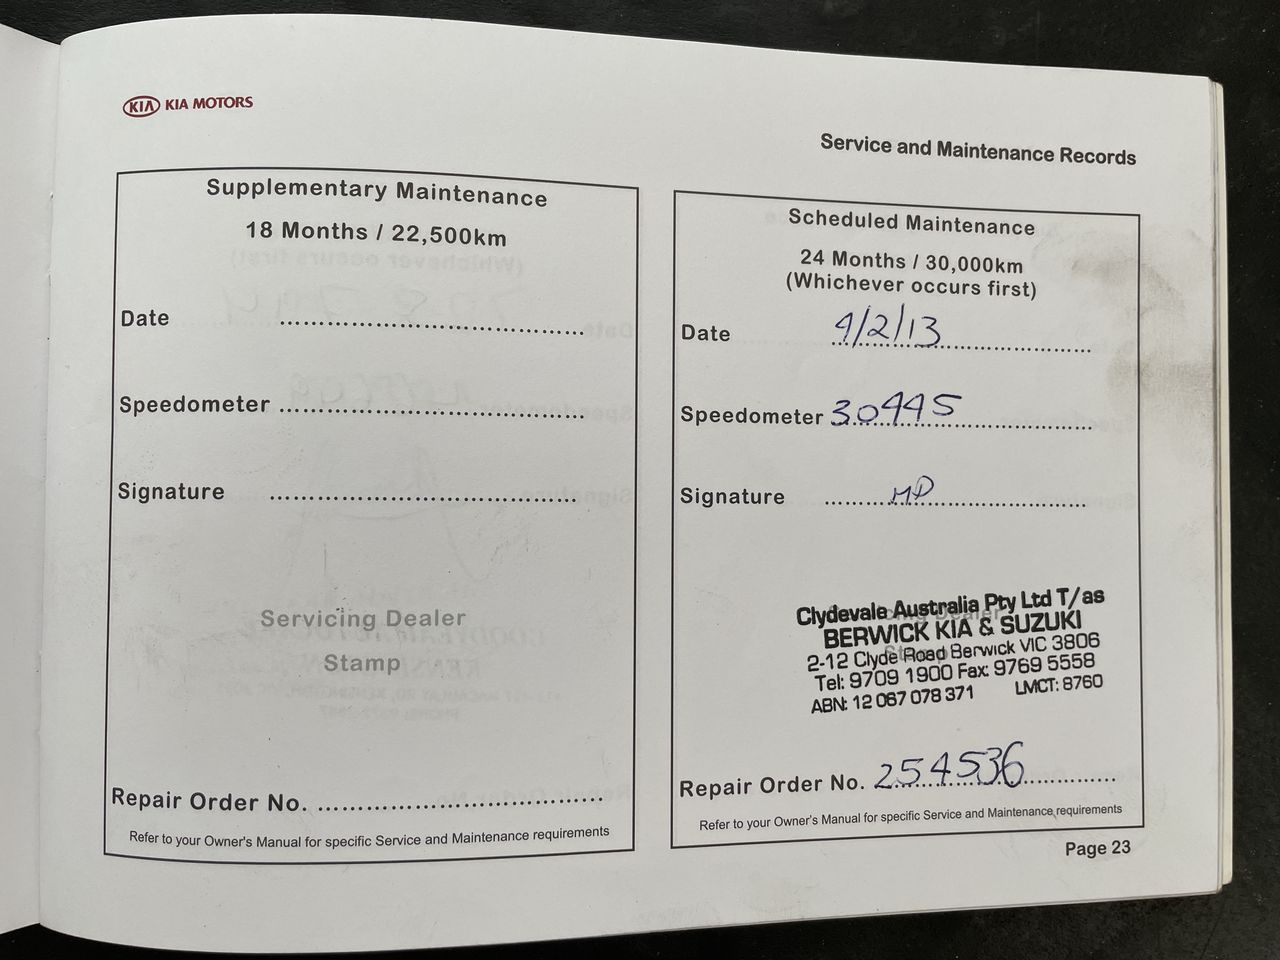 KIA KIA MOTORS
Service and Maintenance Records
Supplementary Maintenance
18 Months / 22,500km
Date
Speedometer
Signature
Servicing Dealer
Stamp
Repair Order No.
Refer to your Owner's Manual for specific Service and Maintenance requirements
Scheduled Maintenance
24 Months / 30,000km
(Whichever occurs first)
Date 4/2/13
Speedometer 30445
Signature MD
Clydevale Australia Pty Ltd T/as
BERWICK KIA & SUZUKI
2-12 Clyde Road Berwick VIC 3806
Tel: 9709 1900 Fax: 9769 5558
ABN: 12 067 078 371 LMCT: 8760
Repair Order No. 254536
Refer to your Owner's Manual for specific Service and Maintenance requirements
Page 23